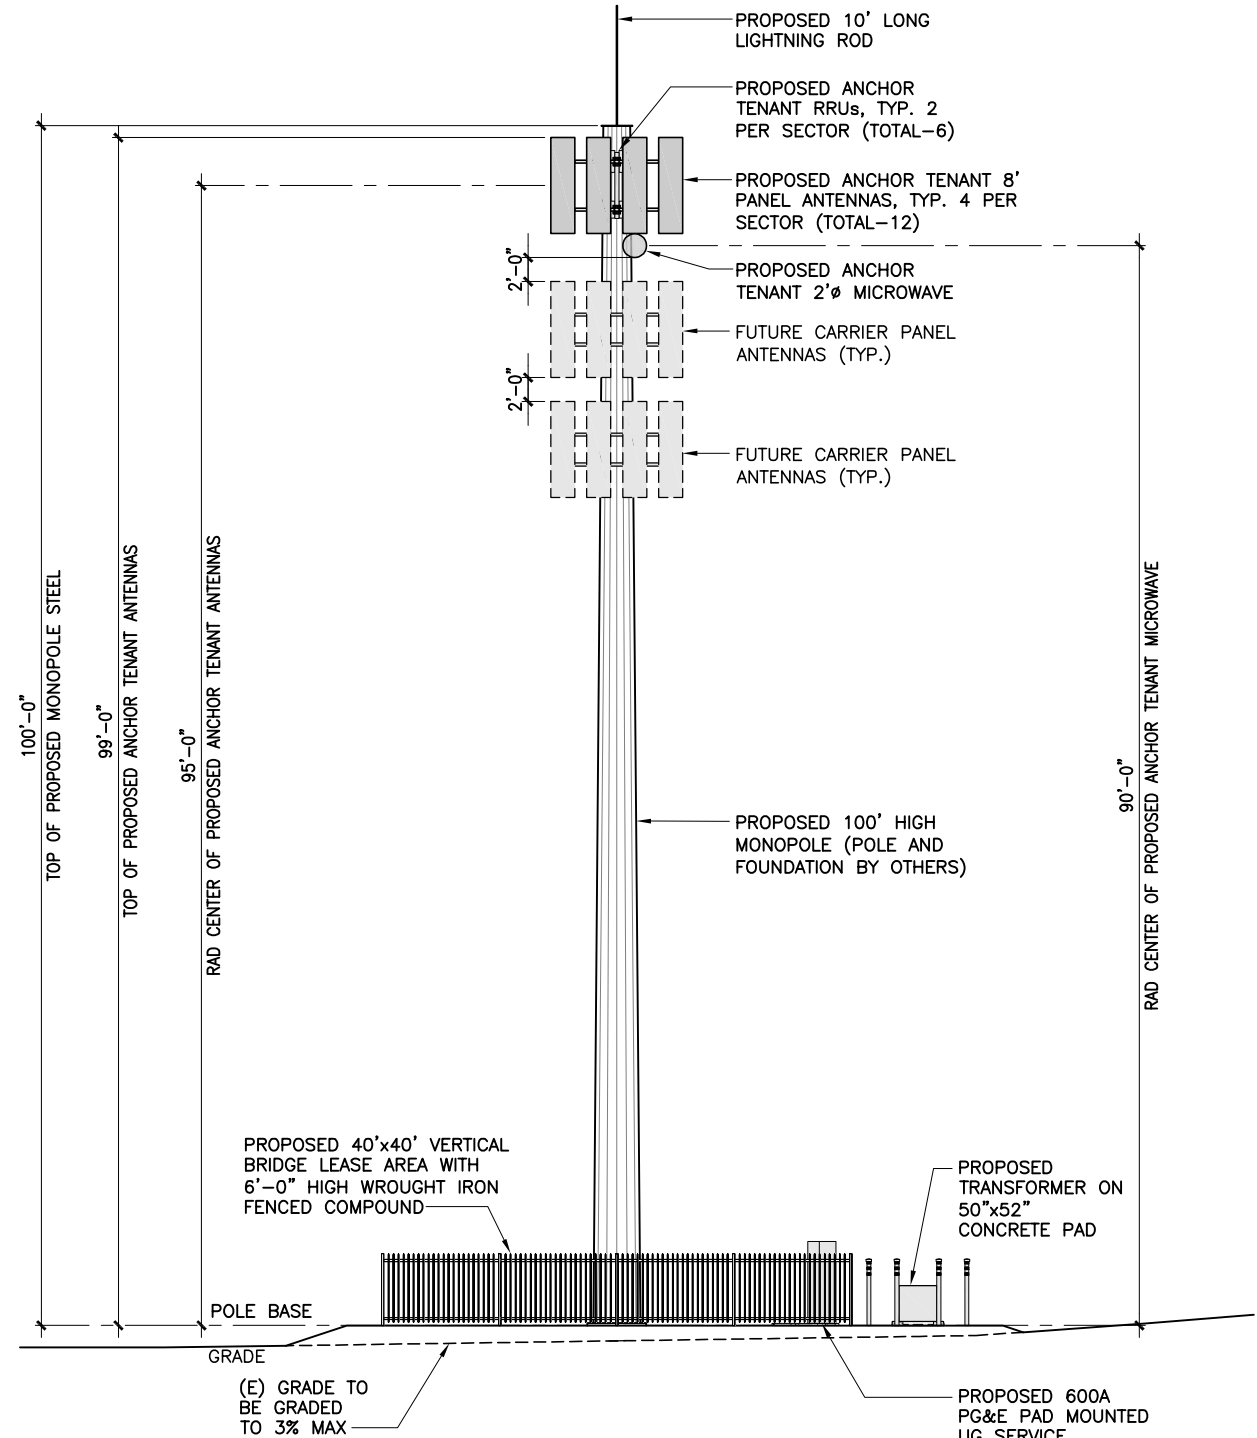 PROPOSED 10' LONG
LIGHTNING ROD
PROPOSED ANCHOR
TENANT RRUs, TYP. 2
PER SECTOR (TOTAL-6)
PROPOSED ANCHOR TENANT 8'
PANEL ANTENNAS, TYP. 4 PER
SECTOR (TOTAL-12)
PROPOSED ANCHOR
TENANT 2'ø MICROWAVE
2'-0"
FUTURE CARRIER PANEL
ANTENNAS (TYP.)
2'-0"
FUTURE CARRIER PANEL
ANTENNAS (TYP.)
100'-0"
TOP OF PROPOSED MONOPOLE STEEL
99'-0"
TOP OF PROPOSED ANCHOR TENANT ANTENNAS
95'-0"
RAD CENTER OF PROPOSED ANCHOR TENANT ANTENNAS
90'-0"
RAD CENTER OF PROPOSED ANCHOR TENANT MICROWAVE
PROPOSED 100' HIGH
MONOPOLE (POLE AND
FOUNDATION BY OTHERS)
PROPOSED 40'x40' VERTICAL
BRIDGE LEASE AREA WITH
6'-0" HIGH WROUGHT IRON
FENCED COMPOUND
PROPOSED
TRANSFORMER ON
50"x52"
CONCRETE PAD
POLE BASE
GRADE
(E) GRADE TO
BE GRADED
TO 3% MAX
PROPOSED 600A
PG&E PAD MOUNTED
UG SERVICE